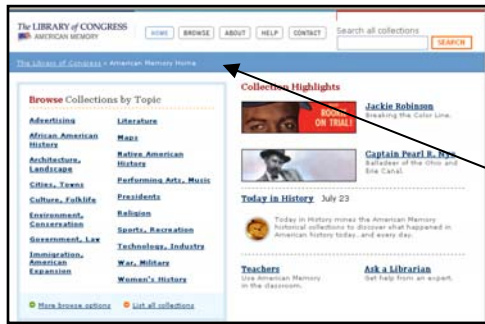 The LIBRARY of CONGRESS
AMERICAN MEMORY
HOME BROWSE ABOUT HELP CONTACT
Search all collections
SEARCH
The Library of Congress > American Memory Home
Browse Collections by Topic
Advertising
African American
History
Architecture,
Landscape
Cities, Towns
Culture, Folklife
Environment,
Conservation
Government, Law
Immigration,
American
Expansion
Literature
Maps
Native American
History
Performing Arts, Music
Presidents
Religion
Sports, Recreation
Technology, Industry
War, Military
Women's History
More browse options
List all collections
Collection Highlights
ROOKIE
ON TRIAL!
Jackie Robinson
Breaking the Color Line.
Captain Pearl R. Nye
Balladeer of the Ohio and
Erie Canal.
Today in History July 23
Today in History mines the American Memory
historical collections to discover what happened in
American history today...and every day.
Teachers
Use American Memory
in the classroom.
Ask a Librarian
Get help from an expert.